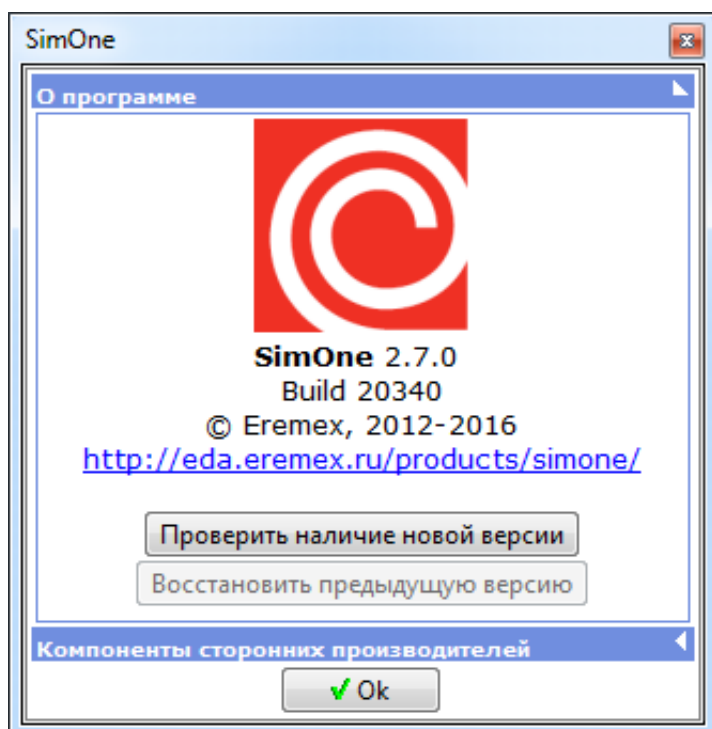 SimOne
О программе
SimOne 2.7.0
Build 20340
© Eremex, 2012-2016
http://eda.eremex.ru/products/simone/
Проверить наличие новой версии
Восстановить предыдущую версию
Компоненты сторонних производителей
Ok